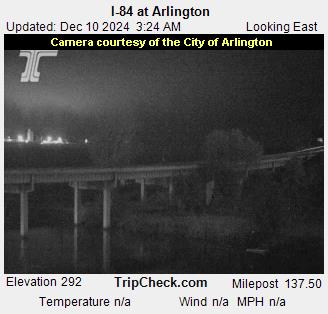 I-84 at Arlington
Updated: Dec 10 2024 3:24 AM Looking East
Camera courtesy of the City of Arlington
Elevation 292 TripCheck.com Milepost 137.50
Temperature n/a Wind n/a MPH n/a